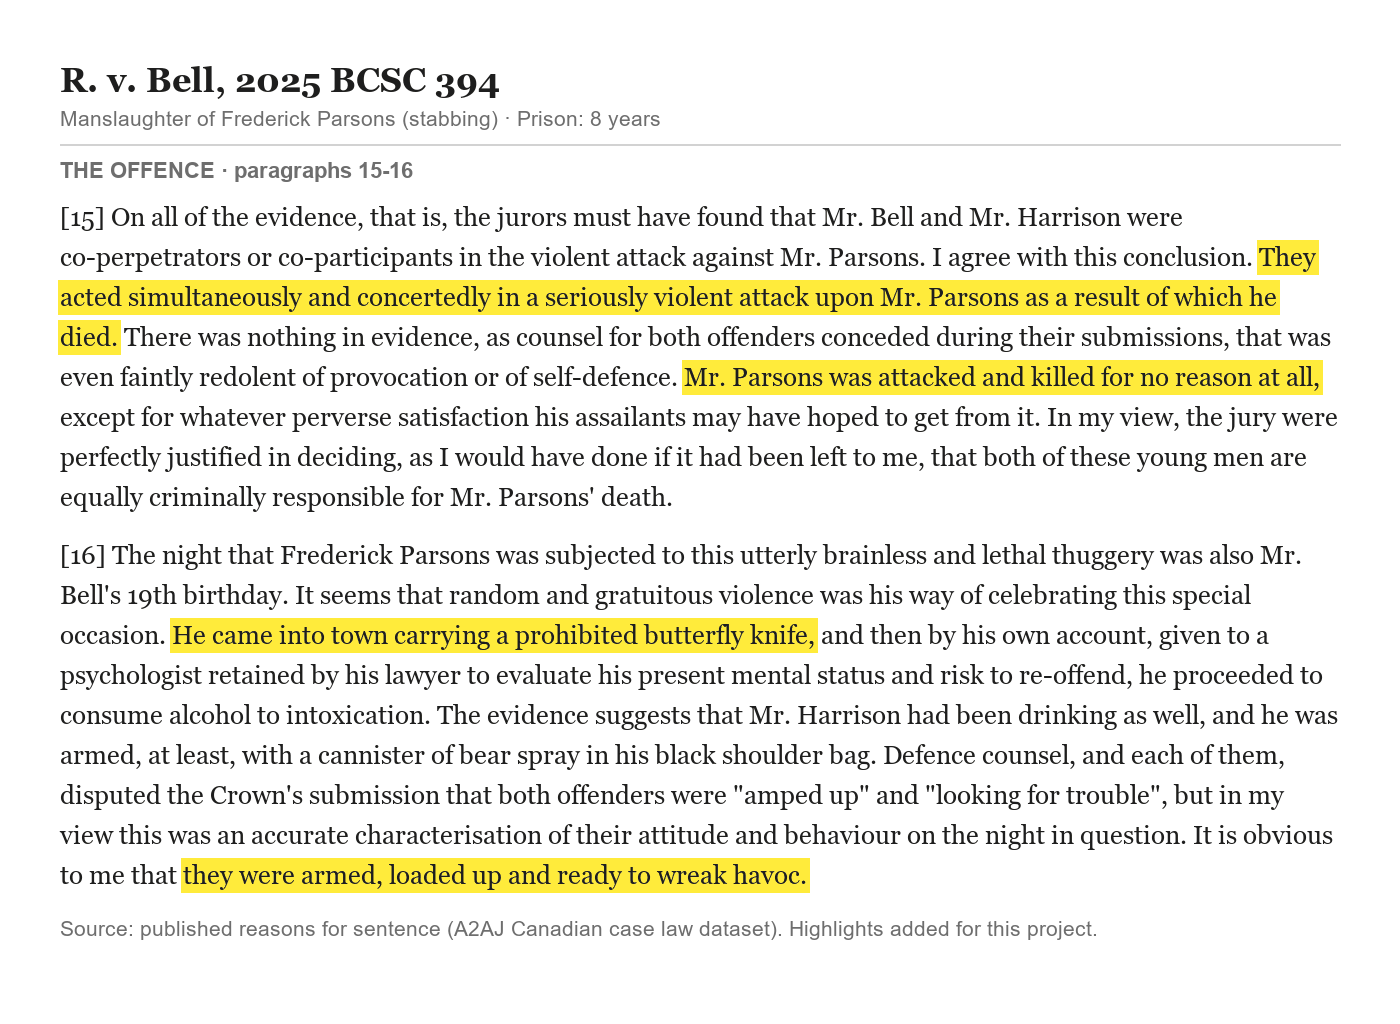 R. v. Bell, 2025 BCSC 394
Manslaughter of Frederick Parsons (stabbing) · Prison: 8 years
THE OFFENCE · paragraphs 15-16
[15] On all of the evidence, that is, the jurors must have found that Mr. Bell and Mr. Harrison were
co-perpetrators or co-participants in the violent attack against Mr. Parsons. I agree with this conclusion. They
acted simultaneously and concertedly in a seriously violent attack upon Mr. Parsons as a result of which he
died. There was nothing in evidence, as counsel for both offenders conceded during their submissions, that was
even faintly redolent of provocation or of self-defence. Mr. Parsons was attacked and killed for no reason at all,
except for whatever perverse satisfaction his assailants may have hoped to get from it. In my view, the jury were
perfectly justified in deciding, as I would have done if it had been left to me, that both of these young men are
equally criminally responsible for Mr. Parsons' death.
[16] The night that Frederick Parsons was subjected to this utterly brainless and lethal thuggery was also Mr.
Bell's 19th birthday. It seems that random and gratuitous violence was his way of celebrating this special
occasion. He came into town carrying a prohibited butterfly knife, and then by his own account, given to a
psychologist retained by his lawyer to evaluate his present mental status and risk to re-offend, he proceeded to
consume alcohol to intoxication. The evidence suggests that Mr. Harrison had been drinking as well, and he was
armed, at least, with a cannister of bear spray in his black shoulder bag. Defence counsel, and each of them,
disputed the Crown's submission that both offenders were "amped up" and "looking for trouble", but in my
view this was an accurate characterisation of their attitude and behaviour on the night in question. It is obvious
to me that they were armed, loaded up and ready to wreak havoc.
Source: published reasons for sentence (A2AJ Canadian case law dataset). Highlights added for this project.